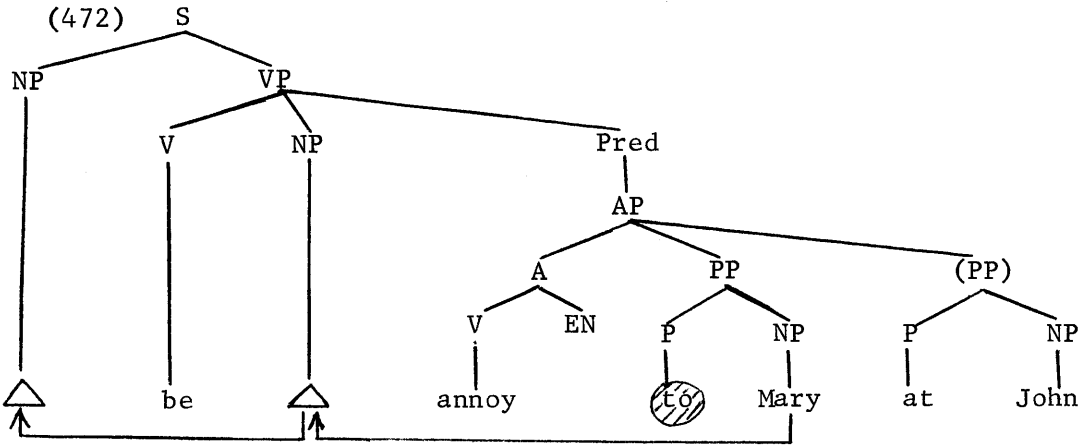 (472) S
NP VP
V NP Pred
AP
A PP (PP)
V EN P NP P NP
be annoy to Mary at John